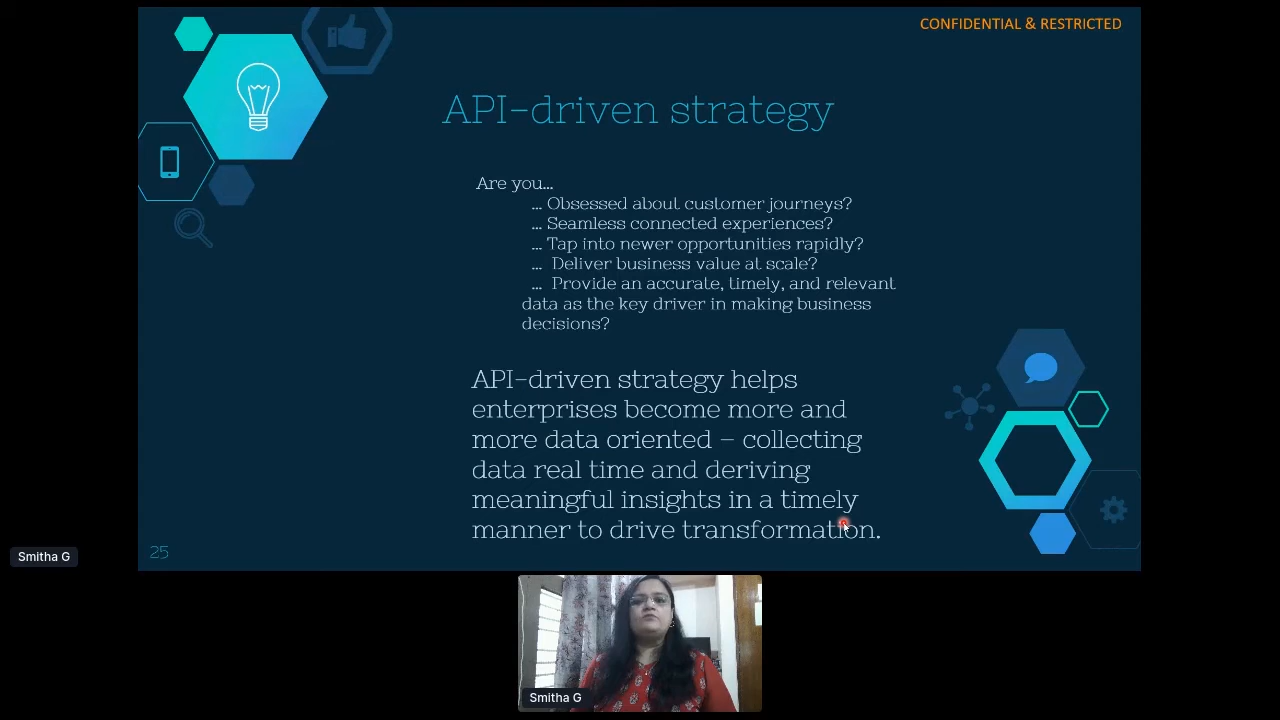 CONFIDENTIAL & RESTRICTED
API-driven strategy
Are you...
... Obsessed about customer journeys?
... Seamless connected experiences?
... Tap into newer opportunities rapidly?
... Deliver business value at scale?
... Provide an accurate, timely, and relevant
data as the key driver in making business
decisions?
API-driven strategy helps
enterprises become more and
more data oriented – collecting
data real time and deriving
meaningful insights in a timely
manner to drive transformation.
25
Smitha G
Smitha G